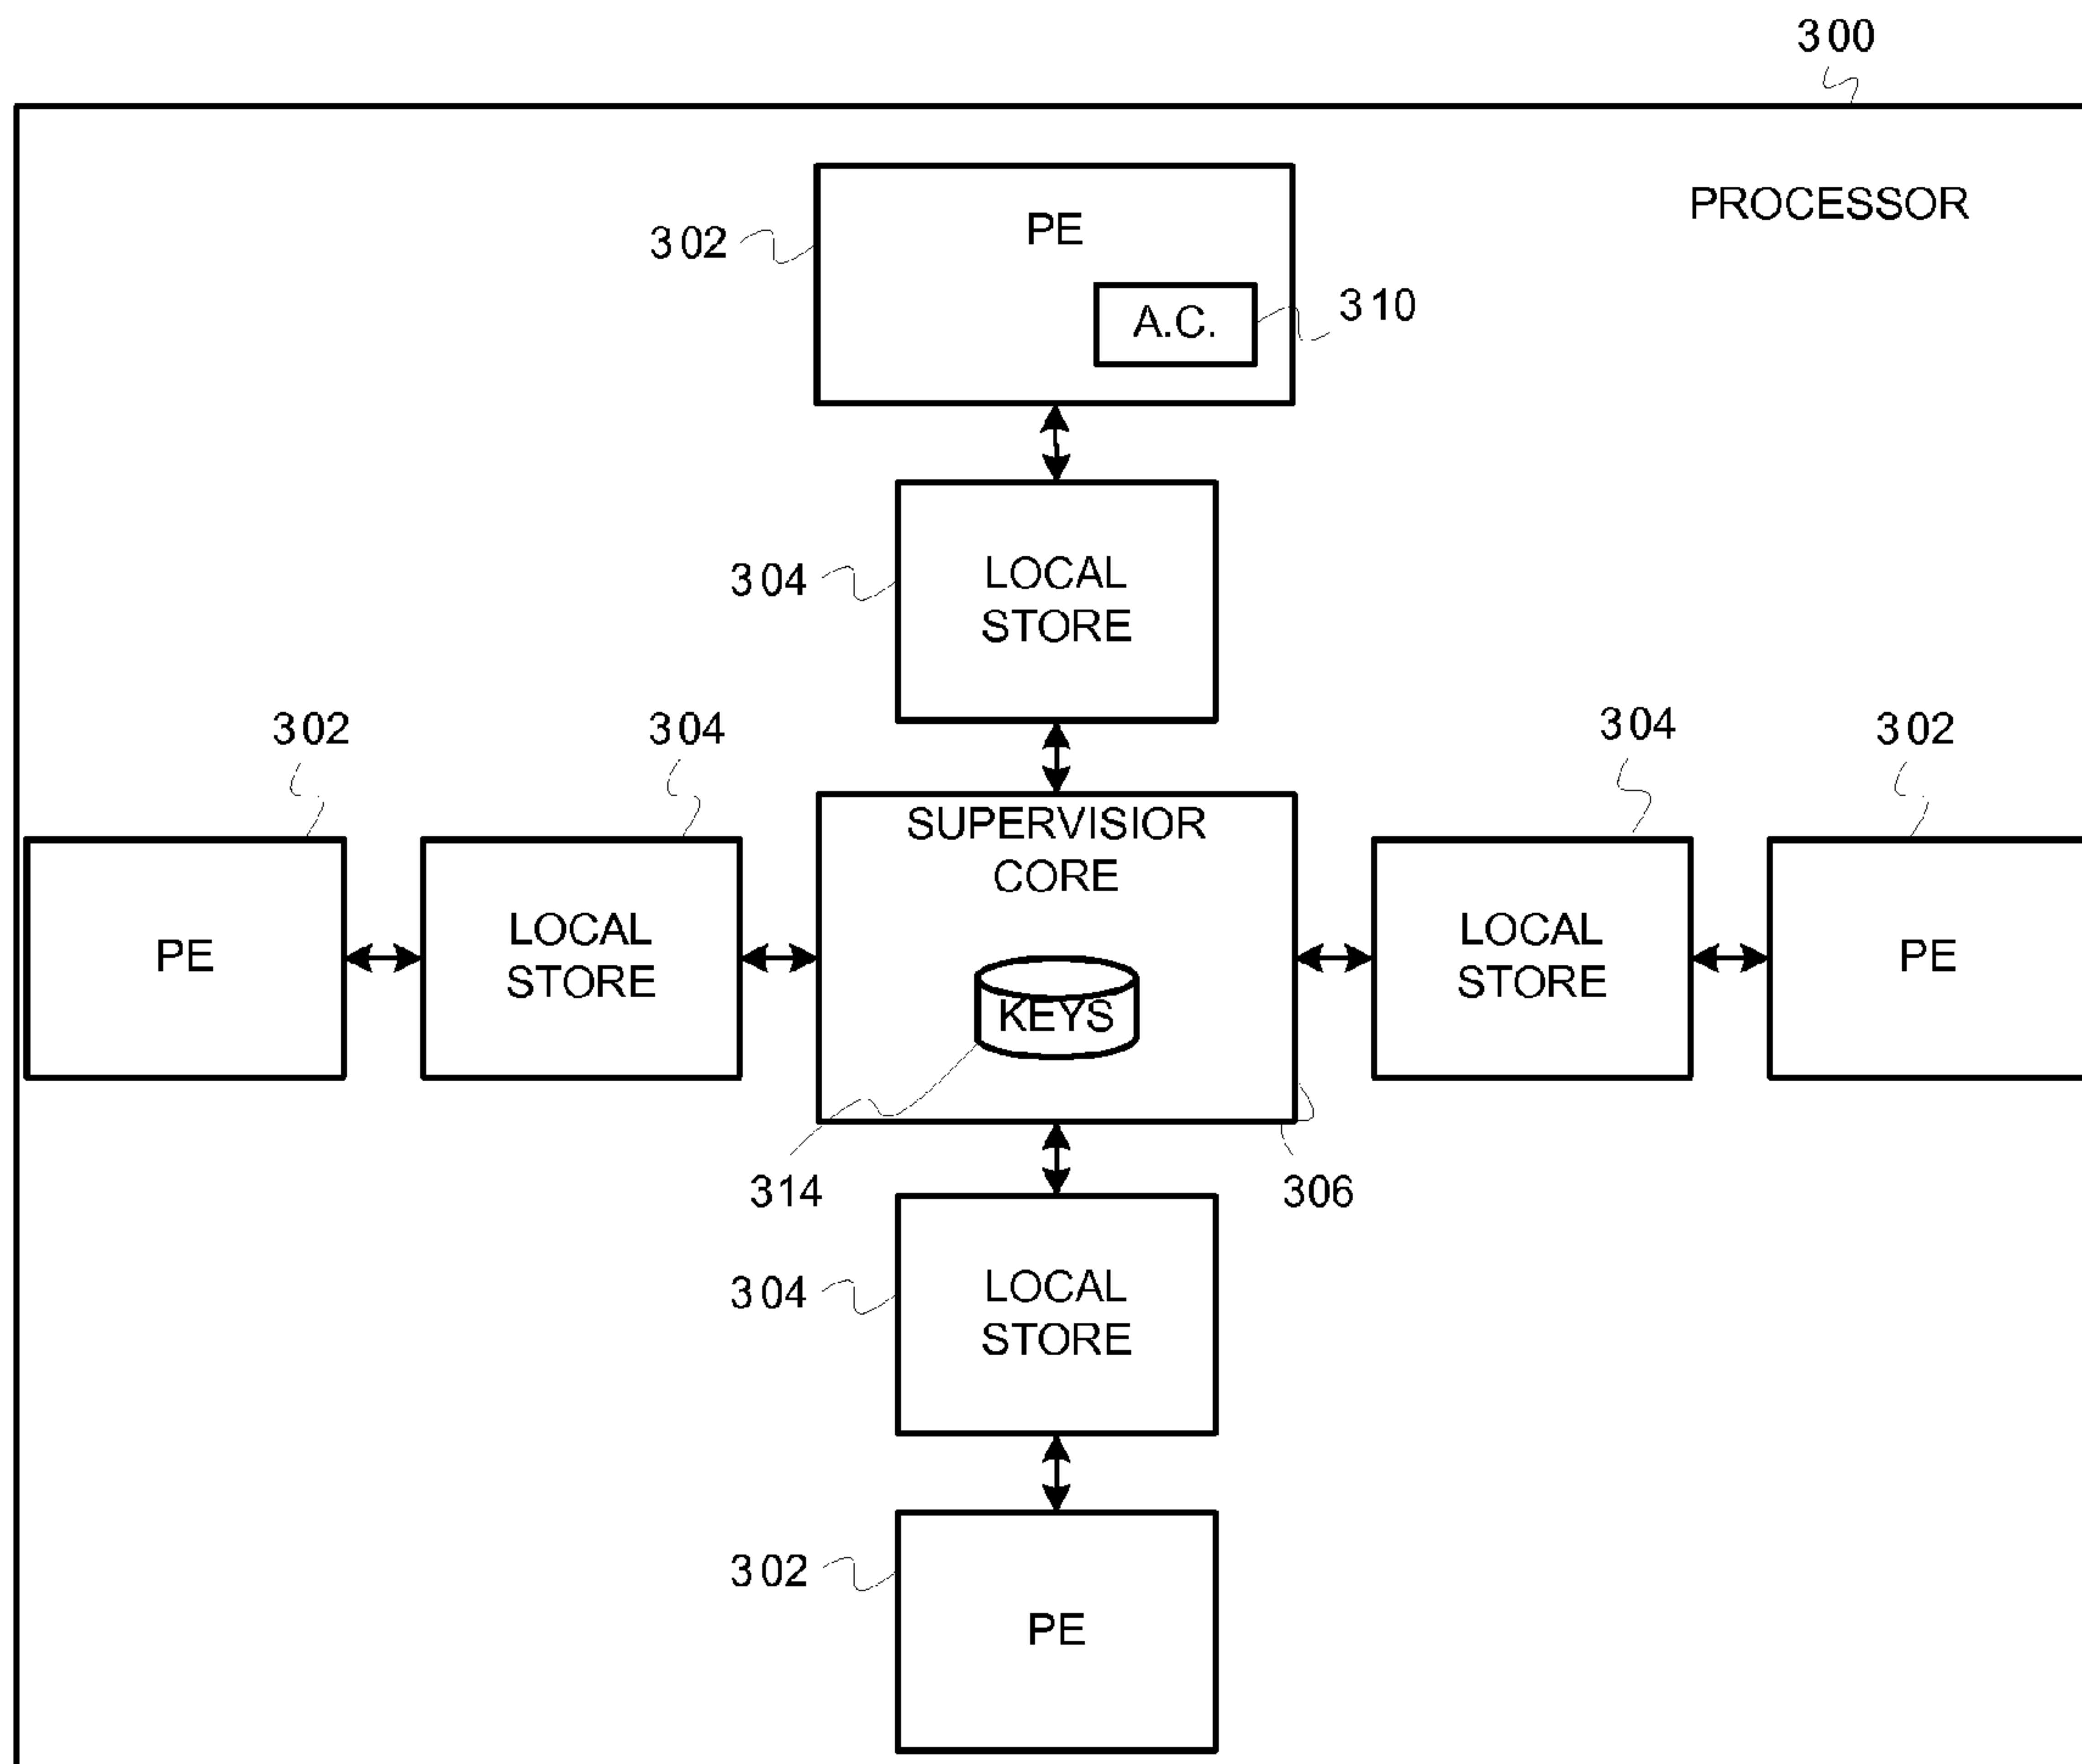 300
PROCESSOR
302
PE
A.C.
310
304
LOCAL
STORE
302
304
304
302
PE
LOCAL
STORE
SUPERVISIOR
CORE
KEYS
LOCAL
STORE
PE
314
306
304
LOCAL
STORE
302
PE